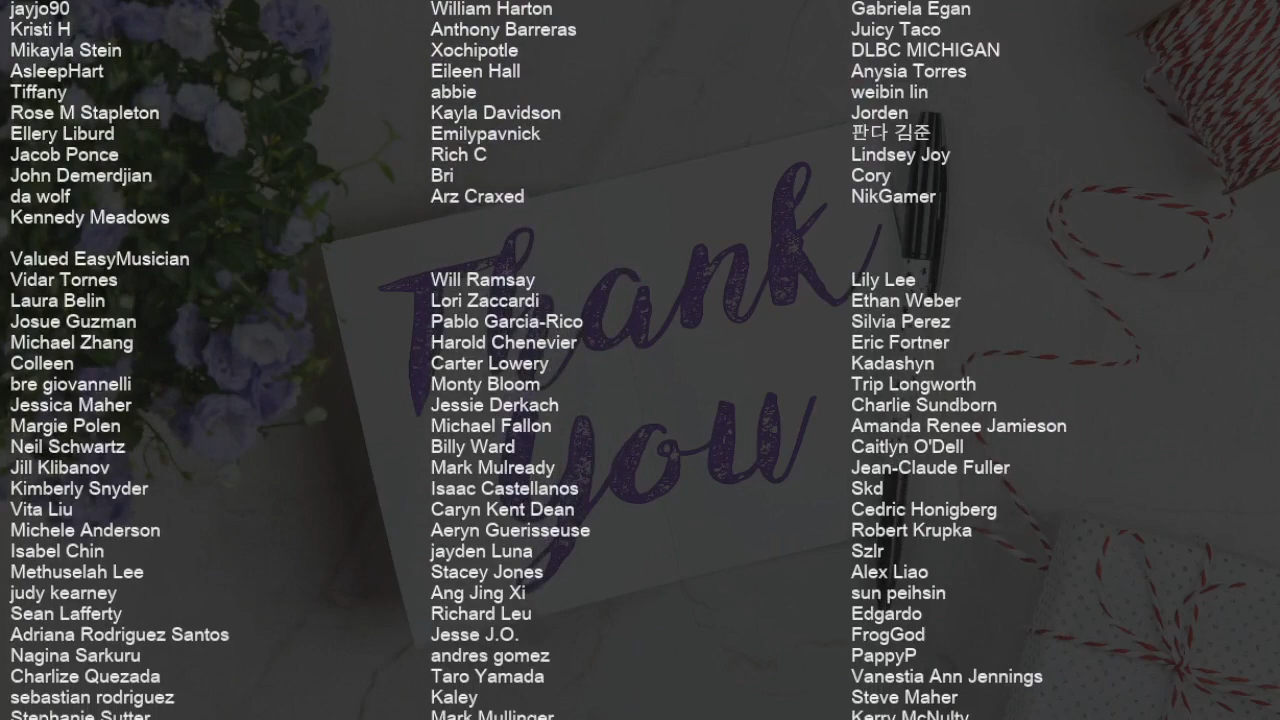 jayjo90
Kristi H
Mikayla Stein
AsleepHart
Tiffany
Rose M Stapleton
Ellery Liburd
Jacob Ponce
John Demerdjian
da wolf
Kennedy Meadows
William Harton
Anthony Barreras
Xochipotle
Eileen Hall
abbie
Kayla Davidson
Emilypavnick
Rich C
Bri
Arz Craxed
Gabriela Egan
Juicy Taco
DLBC MICHIGAN
Anysia Torres
weibin lin
Jorden
판다 김준
Lindsey Joy
Cory
NikGamer
Valued EasyMusician
Vidar Tornes
Laura Belin
Josue Guzman
Michael Zhang
Colleen
bre giovannelli
Jessica Maher
Margie Polen
Neil Schwartz
Jill Klibanov
Kimberly Snyder
Vita Liu
Michele Anderson
Isabel Chin
Methuselah Lee
judy kearney
Sean Lafferty
Adriana Rodriguez Santos
Nagina Sarkuru
Charlize Quezada
sebastian rodriguez
Stephanie Sutter
Will Ramsay
Lori Zaccardi
Pablo Garcia-Rico
Harold Chenevier
Carter Lowery
Monty Bloom
Jessie Derkach
Michael Fallon
Billy Ward
Mark Mulready
Isaac Castellanos
Caryn Kent Dean
Aeryn Guerisseuse
jayden Luna
Stacey Jones
Ang Jing Xi
Richard Leu
Jesse J.O.
andres gomez
Taro Yamada
Kaley
Mark Mullinger
Lily Lee
Ethan Weber
Silvia Perez
Eric Fortner
Kadashyn
Trip Longworth
Charlie Sundborn
Amanda Renee Jamieson
Caitlyn O'Dell
Jean-Claude Fuller
Skd
Cedric Honigberg
Robert Krupka
Szlr
Alex Liao
sun peihsin
Edgardo
FrogGod
PappyP
Vanestia Ann Jennings
Steve Maher
Kerry McNulty
Thank
you